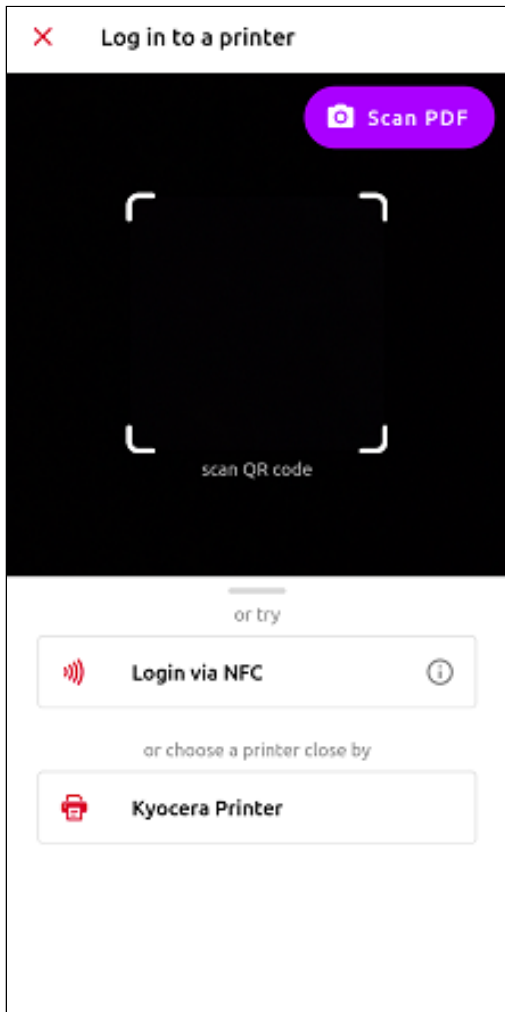 Log in to a printer
Scan PDF
scan QR code
or try
Login via NFC
or choose a printer close by
Kyocera Printer